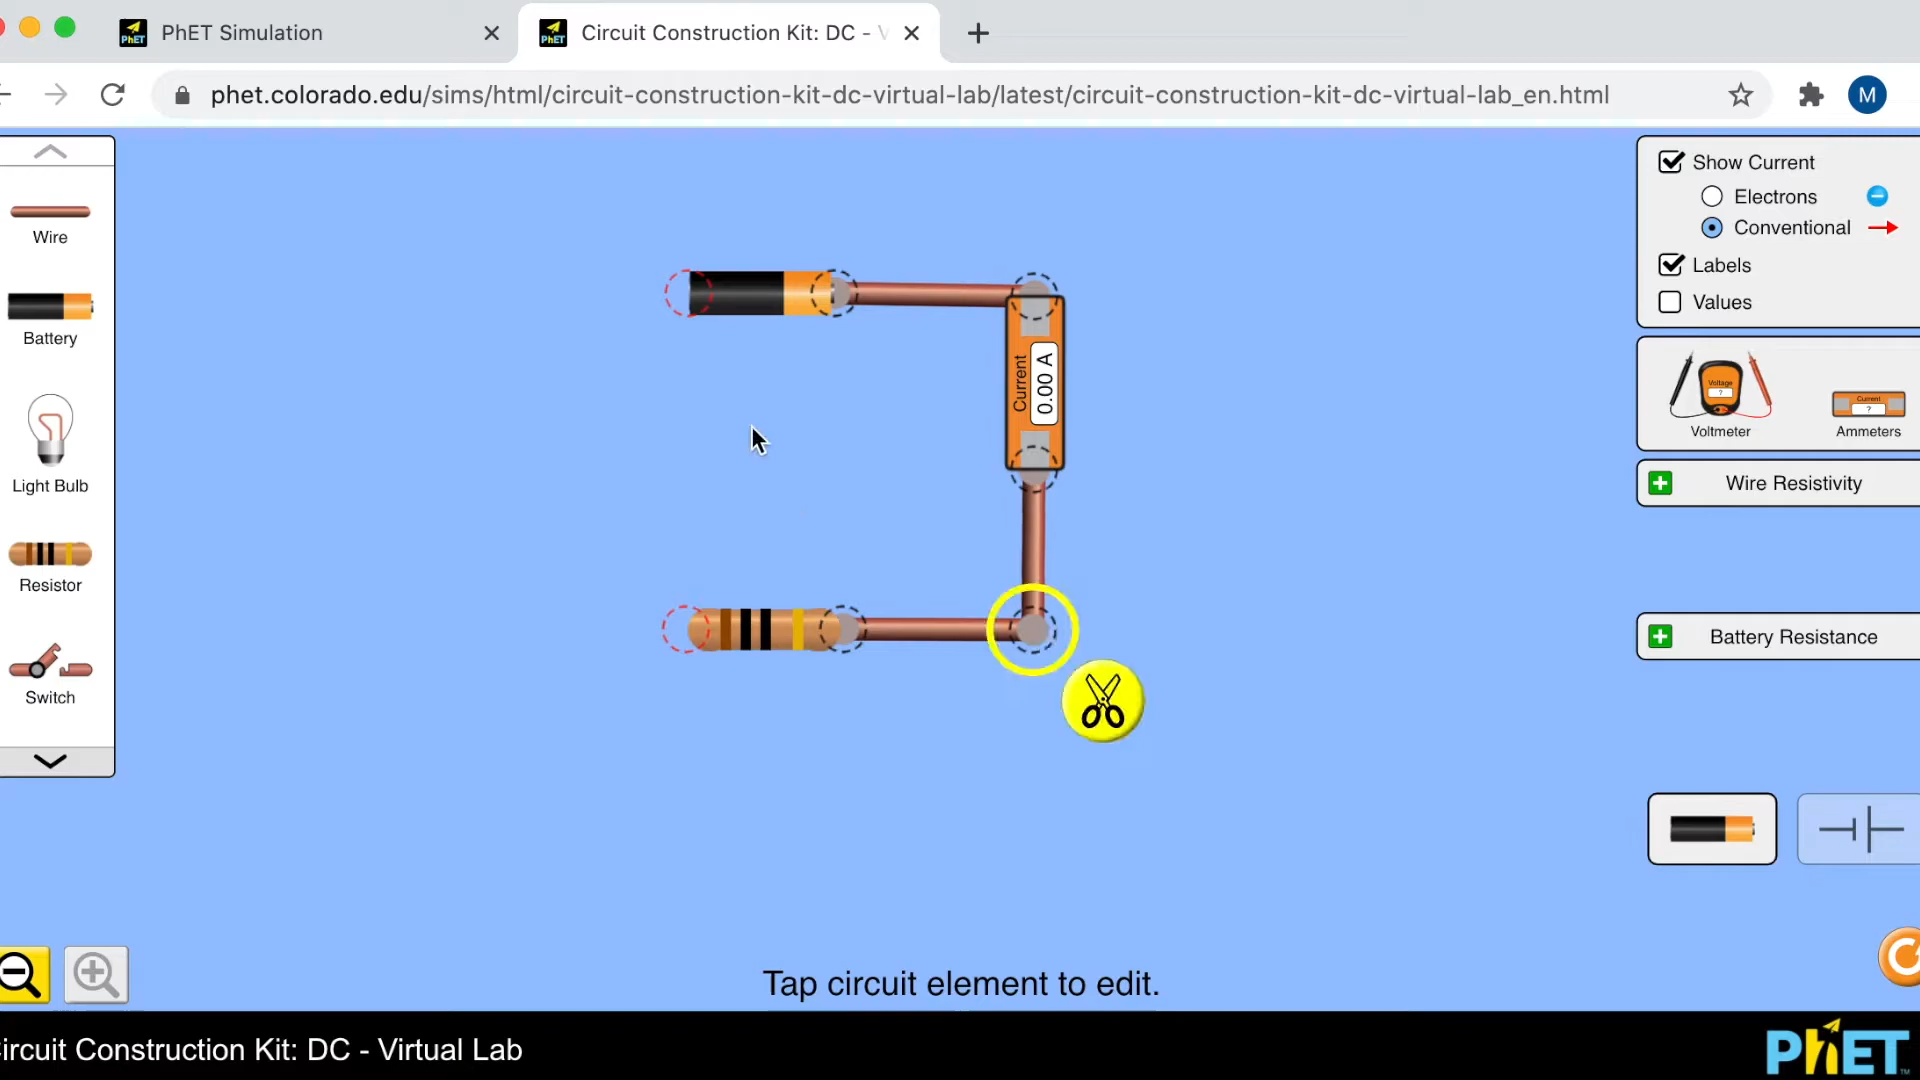 PhET Simulation
Circuit Construction Kit: DC - V
phet.colorado.edu/sims/html/circuit-construction-kit-dc-virtual-lab/latest/circuit-construction-kit-dc-virtual-lab_en.html
M
Wire
Battery
Light Bulb
Resistor
Switch
Current
0.00 A
Show Current
Electrons
Conventional
Labels
Values
Voltage
?
Voltmeter
Current
?
Ammeters
Wire Resistivity
Battery Resistance
Tap circuit element to edit.
ircuit Construction Kit: DC - Virtual Lab
PhET